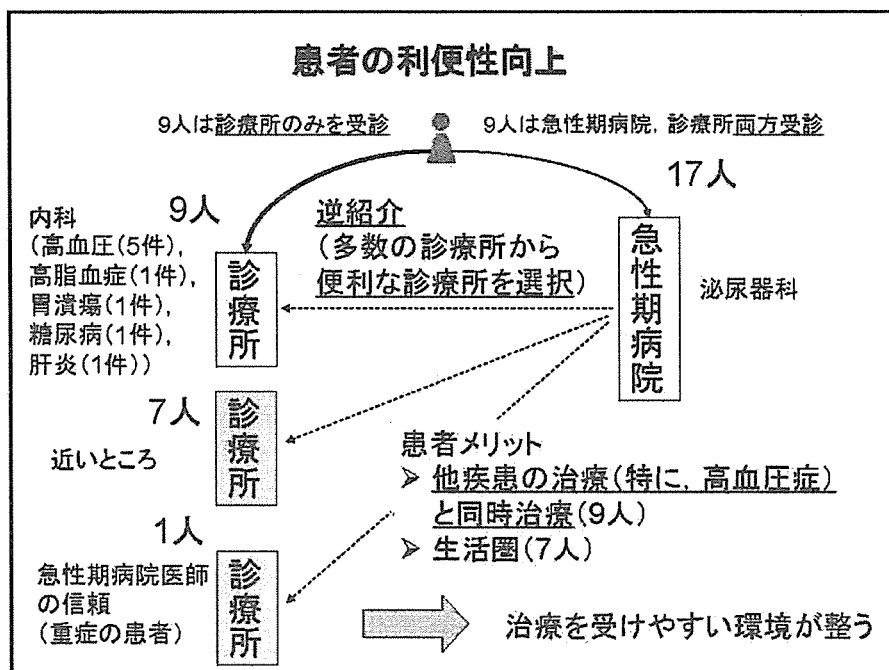 患者の利便性向上
9人は診療所のみを受診
9人は急性期病院, 診療所両方受診
17人
9人
内科
(高血圧(5件),
高脂血症(1件),
胃潰瘍(1件),
糖尿病(1件),
肝炎(1件))
診療所
逆紹介
(多数の診療所から
便利な診療所を選択)
急性期病院
泌尿器科
7人
近いところ
診療所
患者メリット
➢ 他疾患の治療(特に, 高血圧症)
と同時治療(9人)
➢ 生活圏(7人)
1人
急性期病院医師
の信頼
(重症の患者)
診療所
治療を受けやすい環境が整う